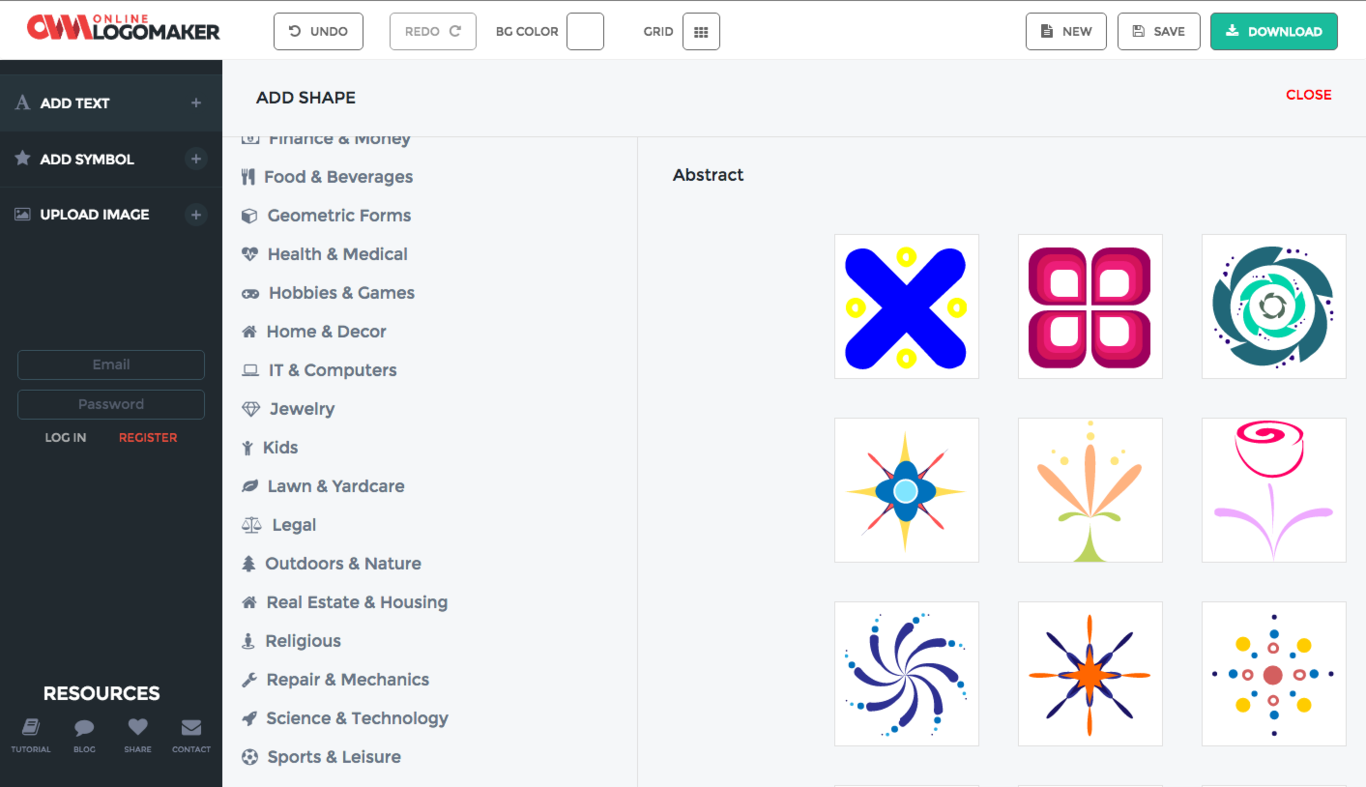 ONLINE
LOGOMAKER
UNDO
REDO
BG COLOR
GRID
NEW
SAVE
DOWNLOAD
ADD TEXT
ADD SYMBOL
UPLOAD IMAGE
Email
Password
LOG IN
REGISTER
RESOURCES
TUTORIAL
BLOG
SHARE
CONTACT
ADD SHAPE
CLOSE
Finance & Money
Food & Beverages
Geometric Forms
Health & Medical
Hobbies & Games
Home & Decor
IT & Computers
Jewelry
Kids
Lawn & Yardcare
Legal
Outdoors & Nature
Real Estate & Housing
Religious
Repair & Mechanics
Science & Technology
Sports & Leisure
Abstract